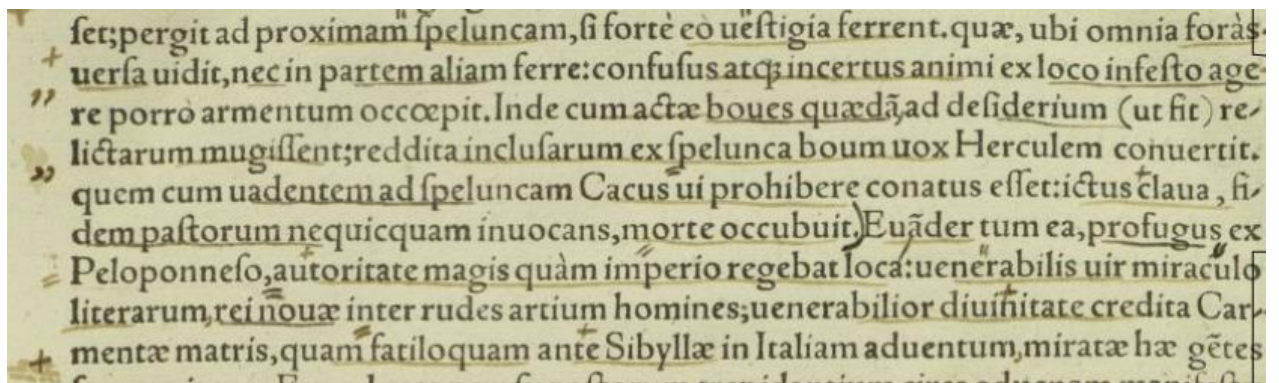 ſet;pergit ad proximam ſpeluncam,ſi fortè eò ueſtigia ferrent.quæ, ubi omnia foràs
uerſa uidit,nec in partem aliam ferre:confuſus atq; incertus animi ex loco infeſto age-
re porrò armentum occœpit.Inde cum actæ boues quædã,ad deſiderium (ut fit) re-
lictarum mugiſſent;reddita incluſarum ex ſpelunca boum uox Herculem conuertit.
quem cum uadentem ad ſpeluncam Cacus ui prohibere conatus eſſet:ictus claua, fi-
dem paſtorum nequicquam inuocans,morte occubuit.)Euãder tum ea,profugus ex
Peloponneſo,autoritate magis quàm imperio regebat loca:uenerabilis uir miraculo
literarum,rei nouæ inter rudes artium homines;uenerabilior diuinitate credita Car-
mentæ matris,quam fatiloquam ante Sibyllæ in Italiam aduentum,miratæ hæ gẽtes